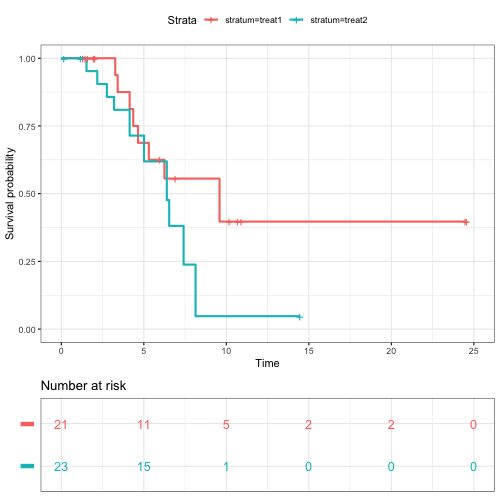 Strata stratum=treat1 stratum=treat2
Survival probability
1.00
0.75
0.50
0.25
0.00
0 5 10 15 20 25
Time
Number at risk
21 11 5 2 2 0
23 15 1 0 0 0